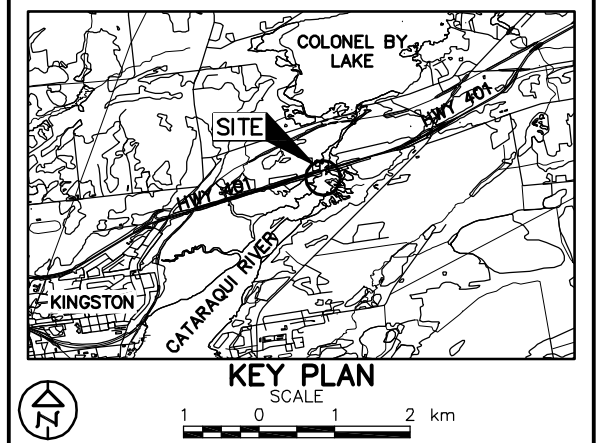 COLONEL BY
LAKE
HWY 401
SITE
HWY 401
CATARAQUI RIVER
KINGSTON
KEY PLAN
SCALE
1 0 1 2 km
N